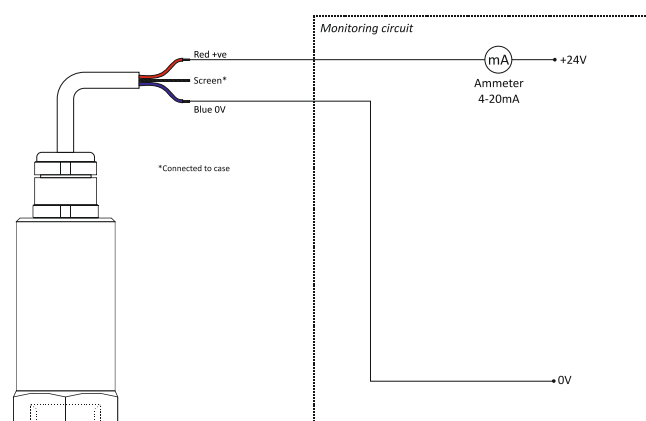 Monitoring circuit
Red +ve
mA
+24V
Screen*
Ammeter
4-20mA
Blue 0V
*Connected to case
0V